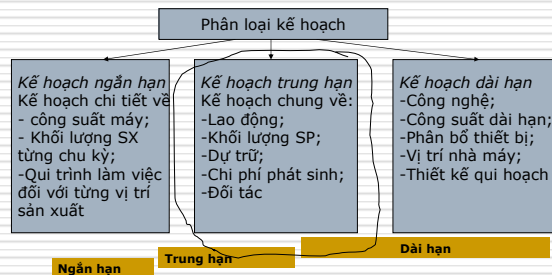 Phân loại kế hoạch
Kế hoạch ngắn hạn
Kế hoạch chi tiết về
- công suất máy;
- Khối lượng SX
từng chu kỳ;
-Qui trình làm việc
đối với từng vị trí
sản xuất
Kế hoạch trung hạn
Kế hoạch chung về:
-Lao động;
-Khối lượng SP;
-Dự trữ;
-Chi phí phát sinh;
-Đối tác
Kế hoạch dài hạn
-Công nghệ;
-Công suất dài hạn;
-Phân bổ thiết bị;
-Vị trí nhà máy;
-Thiết kế qui hoạch
Ngắn hạn
Trung hạn
Dài hạn